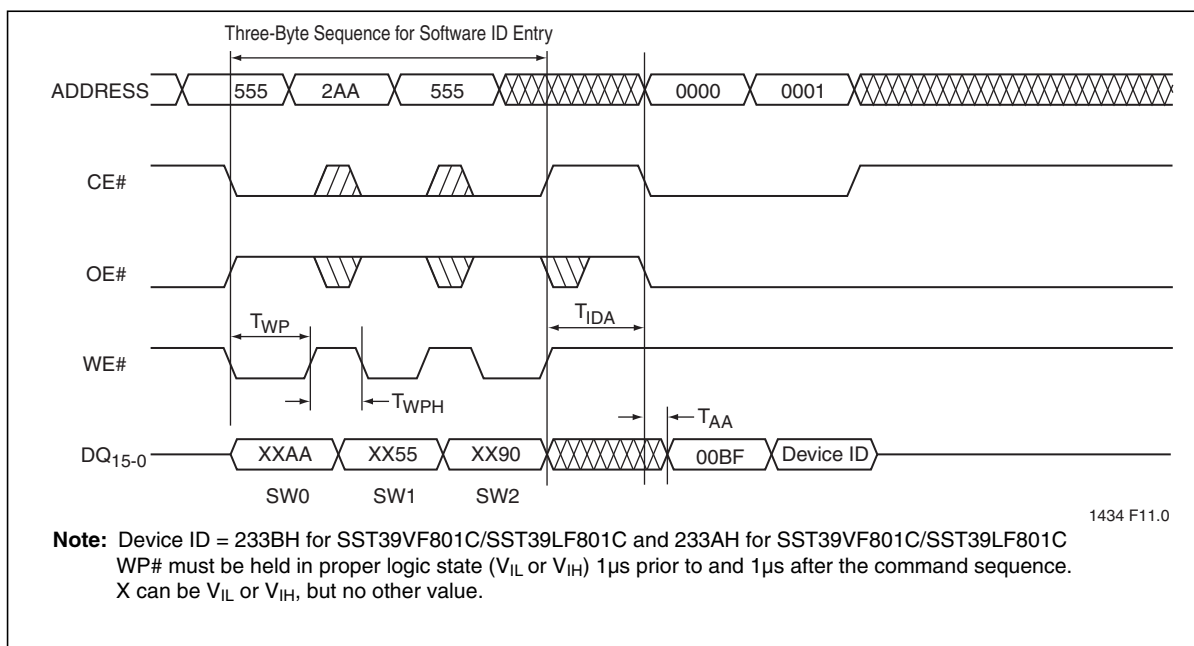 Three-Byte Sequence for Software ID Entry
ADDRESS 555 2AA 555 0000 0001
CE#
OE#
TWP TIDA
WE#
TWPH TAA
DQ15-0 XXAA XX55 XX90 00BF Device ID
SW0 SW1 SW2
1434 F11.0
Note: Device ID = 233BH for SST39VF801C/SST39LF801C and 233AH for SST39VF801C/SST39LF801C
WP# must be held in proper logic state (VIL or VIH) 1µs prior to and 1µs after the command sequence.
X can be VIL or VIH, but no other value.